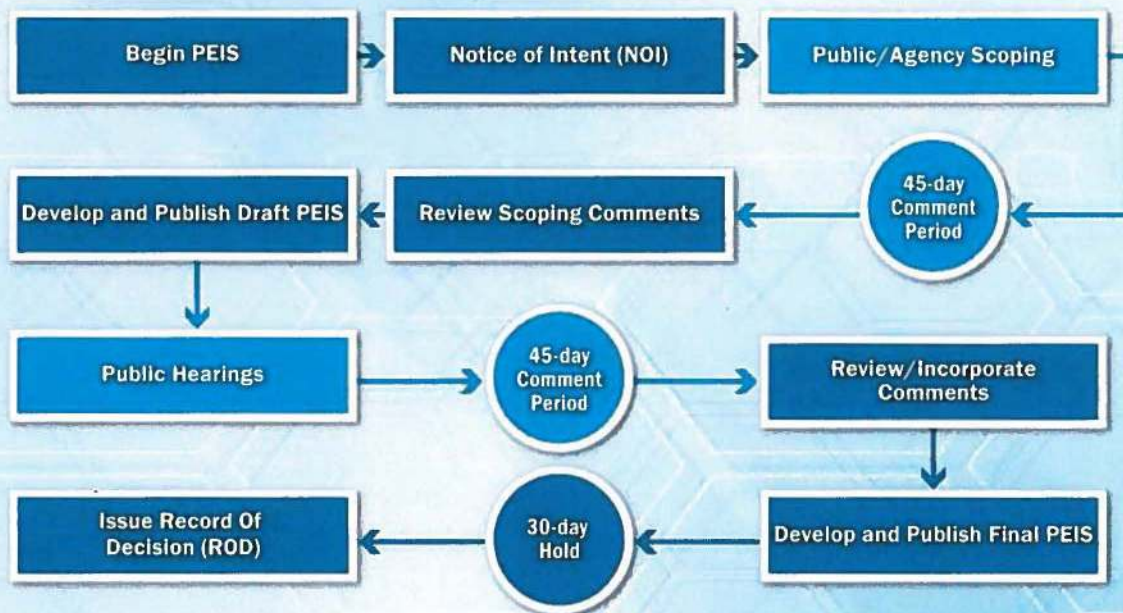 Begin PEIS
Notice of Intent (NOI)
Public/Agency Scoping
45-day
Comment
Period
Review Scoping Comments
Develop and Publish Draft PEIS
Public Hearings
45-day
Comment
Period
Review/Incorporate
Comments
Develop and Publish Final PEIS
30-day
Hold
Issue Record Of
Decision (ROD)